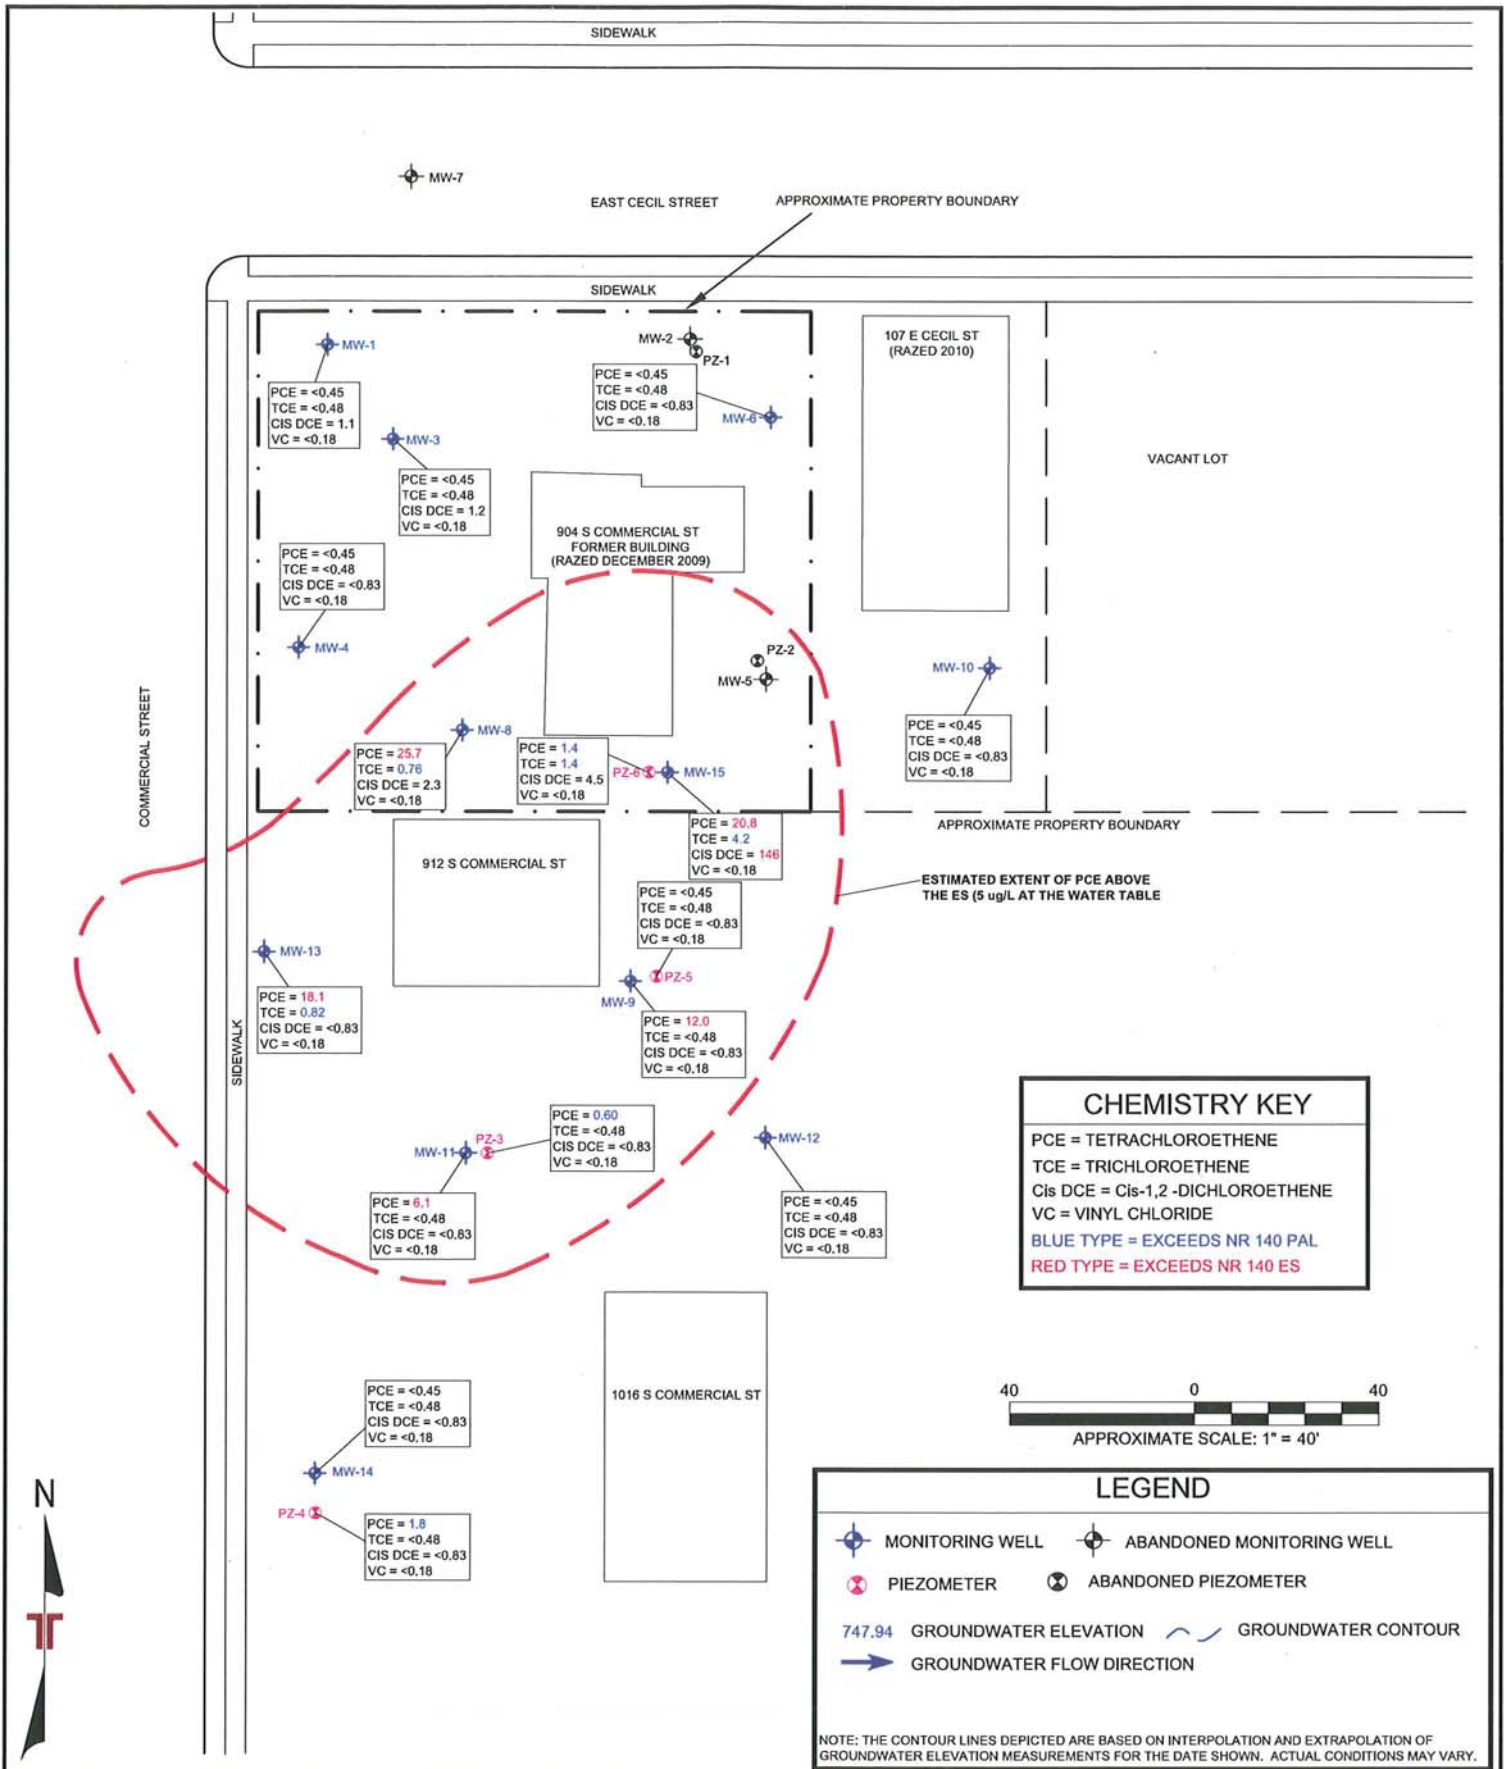 SIDEWALK
MW-7
EAST CECIL STREET
APPROXIMATE PROPERTY BOUNDARY
SIDEWALK
MW-1
PCE = <0.45
TCE = <0.48
CIS DCE = 1.1
VC = <0.18
MW-2
PZ-1
PCE = <0.45
TCE = <0.48
CIS DCE = <0.83
VC = <0.18
MW-6
107 E CECIL ST
(RAZED 2010)
VACANT LOT
MW-3
PCE = <0.45
TCE = <0.48
CIS DCE = 1.2
VC = <0.18
904 S COMMERCIAL ST
FORMER BUILDING
(RAZED DECEMBER 2009)
PCE = <0.45
TCE = <0.48
CIS DCE = <0.83
VC = <0.18
MW-4
PZ-2
MW-5
MW-10
PCE = <0.45
TCE = <0.48
CIS DCE = <0.83
VC = <0.18
COMMERCIAL STREET
MW-8
PCE = 25.7
TCE = 0.76
CIS DCE = 2.3
VC = <0.18
PCE = 1.4
TCE = 1.4
CIS DCE = 4.5
VC = <0.18
PZ-6
MW-15
PCE = 20.8
TCE = 4.2
CIS DCE = 146
VC = <0.18
APPROXIMATE PROPERTY BOUNDARY
912 S COMMERCIAL ST
ESTIMATED EXTENT OF PCE ABOVE
THE ES (5 ug/L AT THE WATER TABLE
PCE = <0.45
TCE = <0.48
CIS DCE = <0.83
VC = <0.18
PZ-5
MW-9
PCE = 12.0
TCE = <0.48
CIS DCE = <0.83
VC = <0.18
MW-13
PCE = 18.1
TCE = 0.82
CIS DCE = <0.83
VC = <0.18
SIDEWALK
PZ-3
MW-11
PCE = 0.60
TCE = <0.48
CIS DCE = <0.83
VC = <0.18
PCE = 6.1
TCE = <0.48
CIS DCE = <0.83
VC = <0.18
MW-12
PCE = <0.45
TCE = <0.48
CIS DCE = <0.83
VC = <0.18
CHEMISTRY KEY
PCE = TETRACHLOROETHENE
TCE = TRICHLOROETHENE
Cis DCE = Cis-1,2 -DICHLOROETHENE
VC = VINYL CHLORIDE
BLUE TYPE = EXCEEDS NR 140 PAL
RED TYPE = EXCEEDS NR 140 ES
1016 S COMMERCIAL ST
PCE = <0.45
TCE = <0.48
CIS DCE = <0.83
VC = <0.18
MW-14
PZ-4
PCE = 1.8
TCE = <0.48
CIS DCE = <0.83
VC = <0.18
40 0 40
APPROXIMATE SCALE: 1" = 40'
N
LEGEND
MONITORING WELL
ABANDONED MONITORING WELL
PIEZOMETER
ABANDONED PIEZOMETER
747.94 GROUNDWATER ELEVATION
GROUNDWATER CONTOUR
GROUNDWATER FLOW DIRECTION
NOTE: THE CONTOUR LINES DEPICTED ARE BASED ON INTERPOLATION AND EXTRAPOLATION OF
GROUNDWATER ELEVATION MEASUREMENTS FOR THE DATE SHOWN. ACTUAL CONDITIONS MAY VARY.